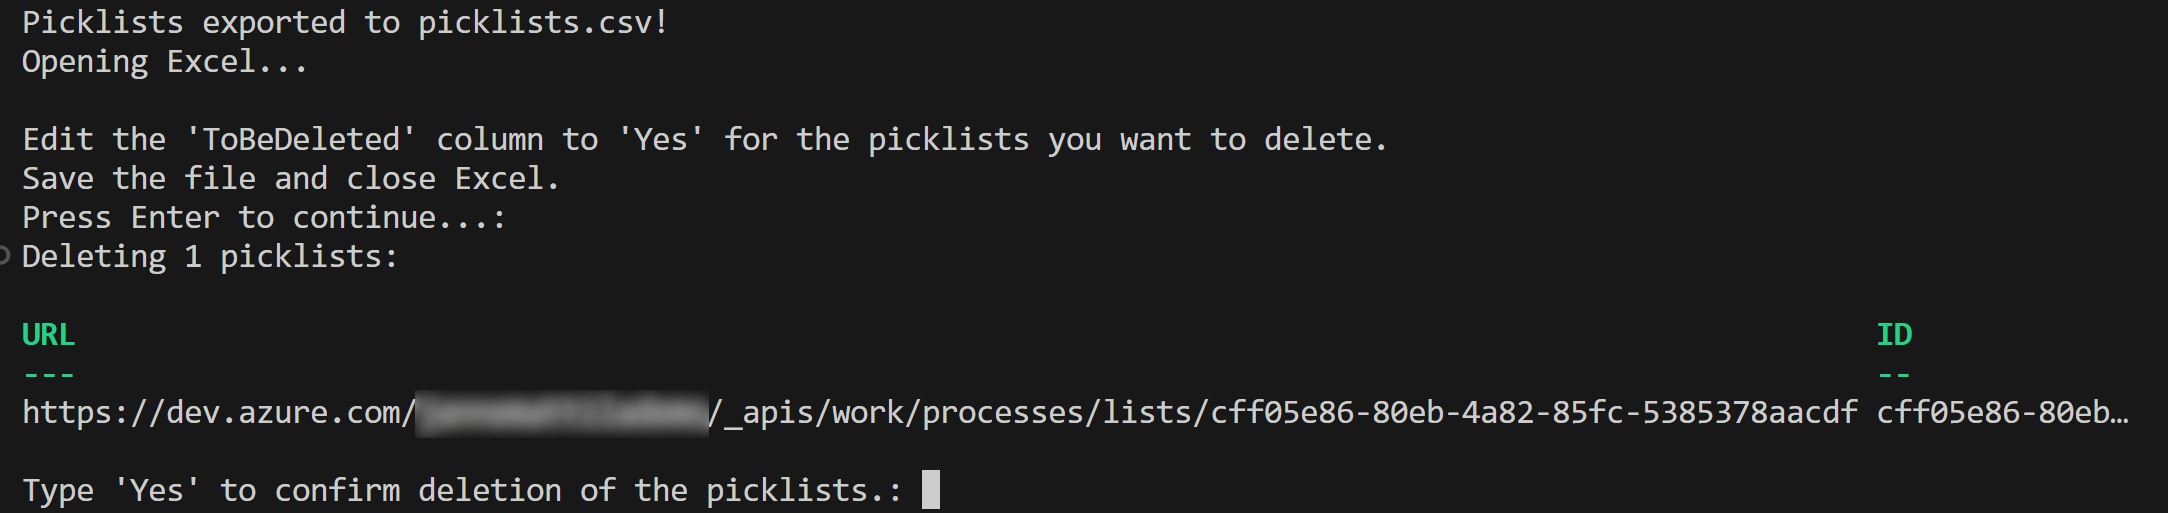 Picklists exported to picklists.csv!
Opening Excel...
Edit the 'ToBeDeleted' column to 'Yes' for the picklists you want to delete.
Save the file and close Excel.
Press Enter to continue...:
Deleting 1 picklists:
URL ID
--- --
https://dev.azure.com/ /_apis/work/processes/lists/cff05e86-80eb-4a82-85fc-5385378aacdf cff05e86-80eb…
Type 'Yes' to confirm deletion of the picklists.: